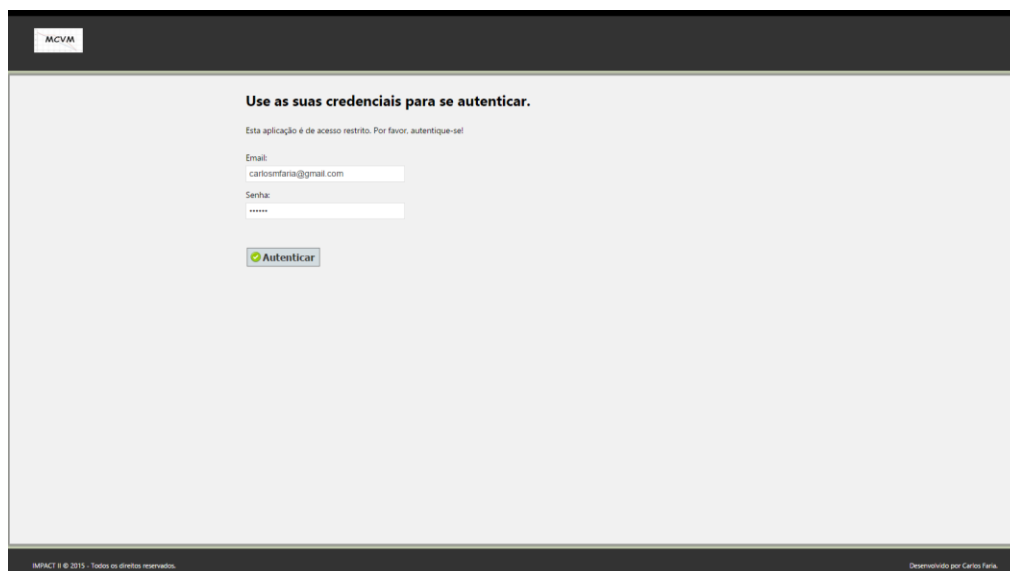 MCVM
Use as suas credenciais para se autenticar.
Esta aplicação é de acesso restrito. Por favor, autentique-se!
Email:
carlosmfaria@gmail.com
Senha:
••••••
Autenticar
IMPACT II © 2015 - Todos os direitos reservados.
Desenvolvido por Carlos Faria.